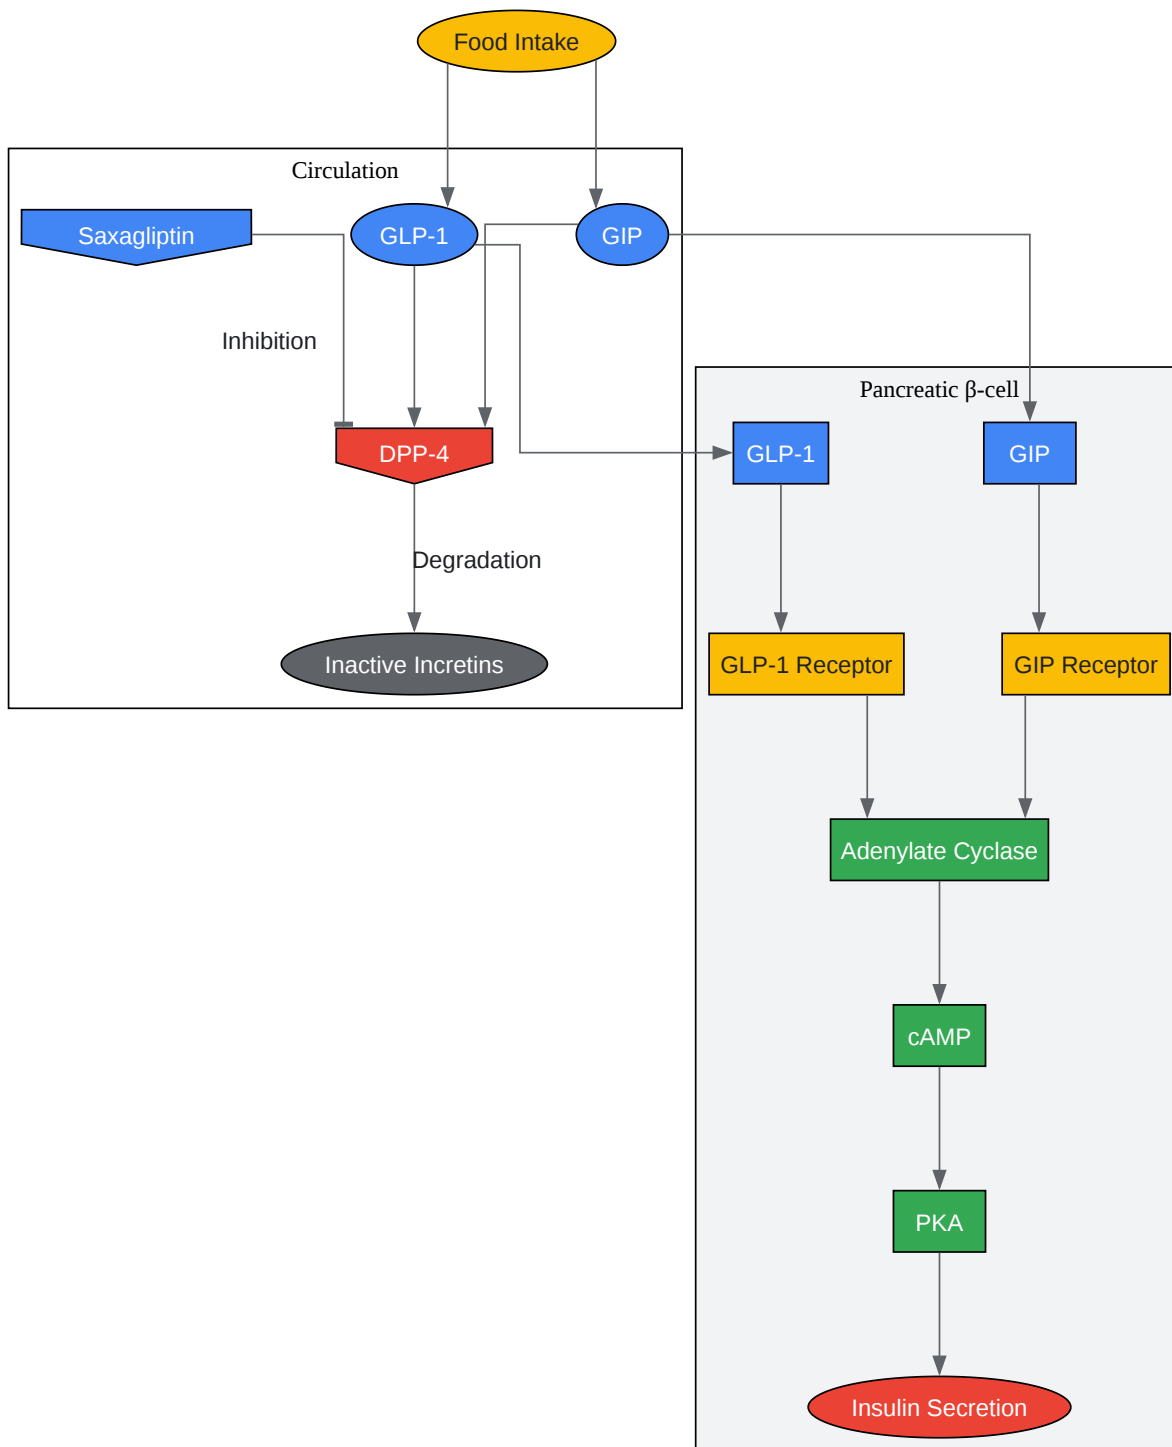 Food Intake
Circulation
Saxagliptin
GLP-1
GIP
Inhibition
Pancreatic β-cell
DPP-4
GLP-1
GIP
Degradation
Inactive Incretins
GLP-1 Receptor
GIP Receptor
Adenylate Cyclase
cAMP
PKA
Insulin Secretion